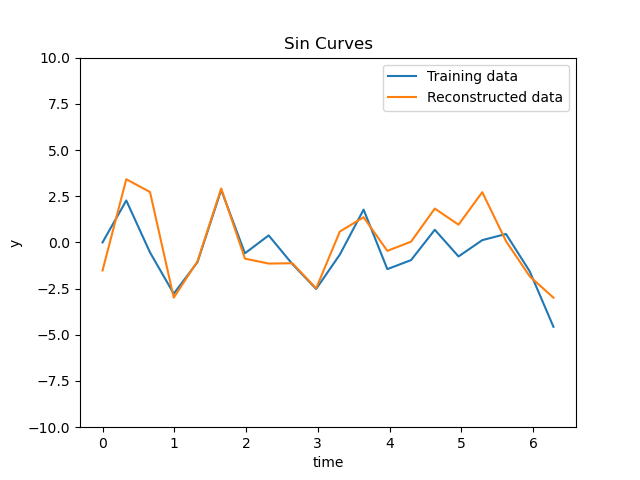 Sin Curves
Training data
Reconstructed data
10.0
7.5
5.0
2.5
0.0
−2.5
−5.0
−7.5
−10.0
y
0 1 2 3 4 5 6
time